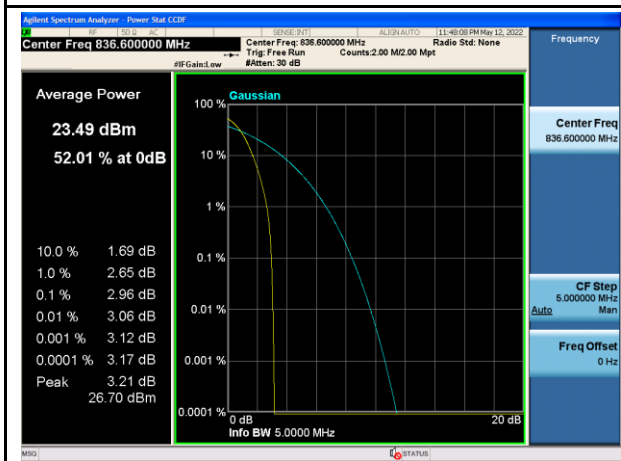 Agilent Spectrum Analyzer - Power Stat CCDF
RF 50 Ω AC SENSE:INT ALIGN AUTO 11:48:08 PM May 12, 2022
Center Freq 836.600000 MHz
Center Freq: 836.600000 MHz Radio Std: None
Trig: Free Run Counts:2.00 M/2.00 Mpt
#IFGain:Low #Atten: 30 dB
Frequency
Average Power
23.49 dBm
52.01 % at 0dB
10.0 % 1.69 dB
1.0 % 2.65 dB
0.1 % 2.96 dB
0.01 % 3.06 dB
0.001 % 3.12 dB
0.0001 % 3.17 dB
Peak 3.21 dB
26.70 dBm
Gaussian
100 %
10 %
1 %
0.1 %
0.01 %
0.001 %
0.0001 %
0 dB 20 dB
Info BW 5.0000 MHz
Center Freq
836.600000 MHz
CF Step
5.000000 MHz
Auto Man
Freq Offset
0 Hz
MSG STATUS